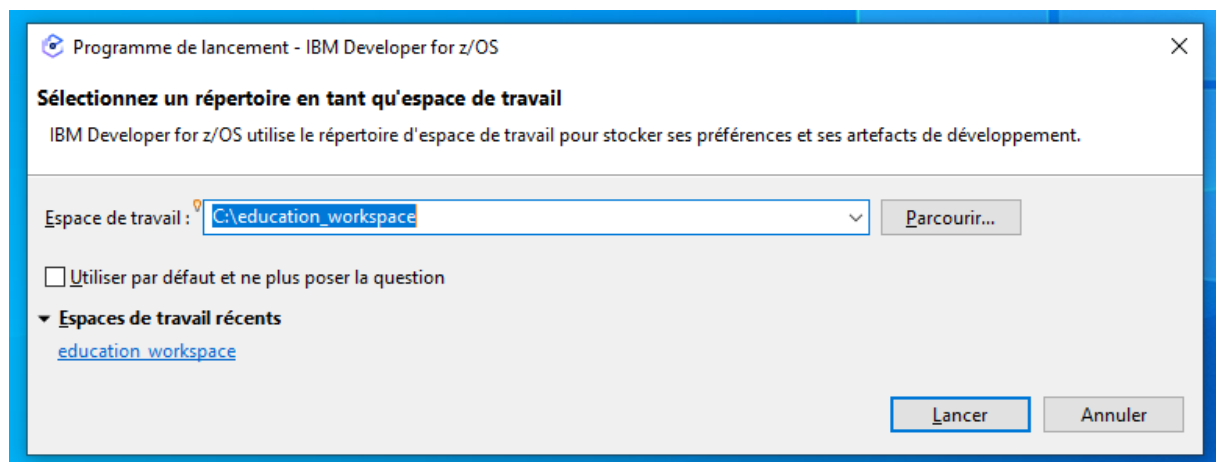 Programme de lancement - IBM Developer for z/OS
Sélectionnez un répertoire en tant qu'espace de travail
IBM Developer for z/OS utilise le répertoire d'espace de travail pour stocker ses préférences et ses artefacts de développement.
Espace de travail : C:\education_workspace Parcourir...
Utiliser par défaut et ne plus poser la question
Espaces de travail récents
education_workspace
Lancer Annuler